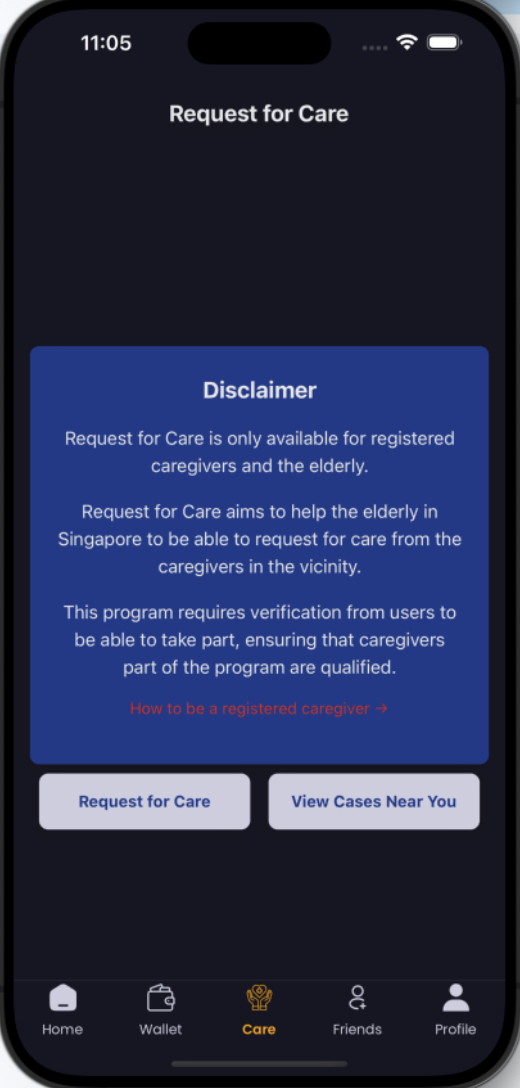 11:05
Request for Care
Disclaimer
Request for Care is only available for registered
caregivers and the elderly.
Request for Care aims to help the elderly in
Singapore to be able to request for care from the
caregivers in the vicinity.
This program requires verification from users to
be able to take part, ensuring that caregivers
part of the program are qualified.
How to be a registered caregiver →
Request for Care
View Cases Near You
Home
Wallet
Care
Friends
Profile